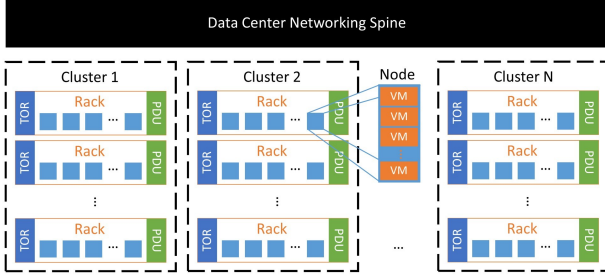 Data Center Networking Spine
Cluster 1
TOR Rack ... PDU
TOR Rack ... PDU
...
TOR Rack ... PDU
Cluster 2
TOR Rack ... PDU
TOR Rack ... PDU
...
TOR Rack ... PDU
Node
VM
VM
VM
...
VM
...
Cluster N
TOR Rack ... PDU
TOR Rack ... PDU
...
TOR Rack ... PDU